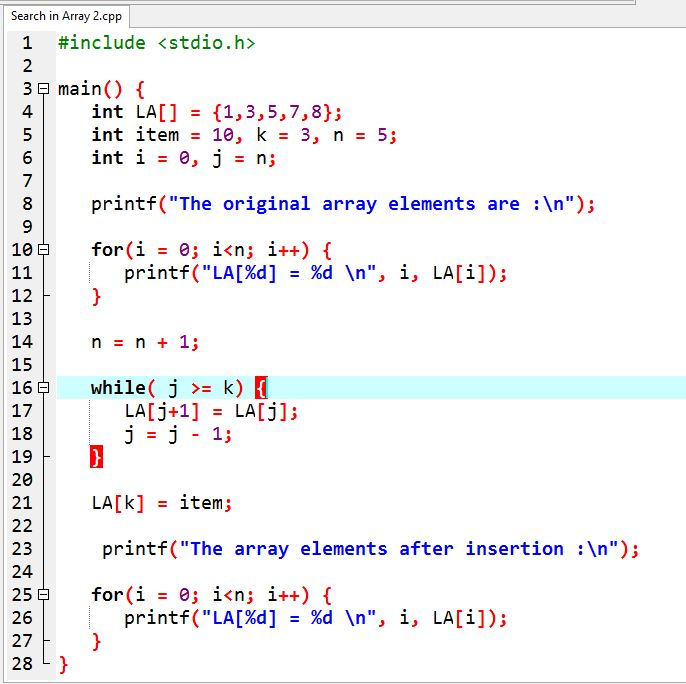 Search in Array 2.cpp
1 #include <stdio.h>
2
3 main() {
4 int LA[] = {1,3,5,7,8};
5 int item = 10, k = 3, n = 5;
6 int i = 0, j = n;
7
8 printf("The original array elements are :\n");
9
10 for(i = 0; i<n; i++) {
11 printf("LA[%d] = %d \n", i, LA[i]);
12 }
13
14 n = n + 1;
15
16 while( j >= k) {
17 LA[j+1] = LA[j];
18 j = j - 1;
19 }
20
21 LA[k] = item;
22
23 printf("The array elements after insertion :\n");
24
25 for(i = 0; i<n; i++) {
26 printf("LA[%d] = %d \n", i, LA[i]);
27 }
28 }